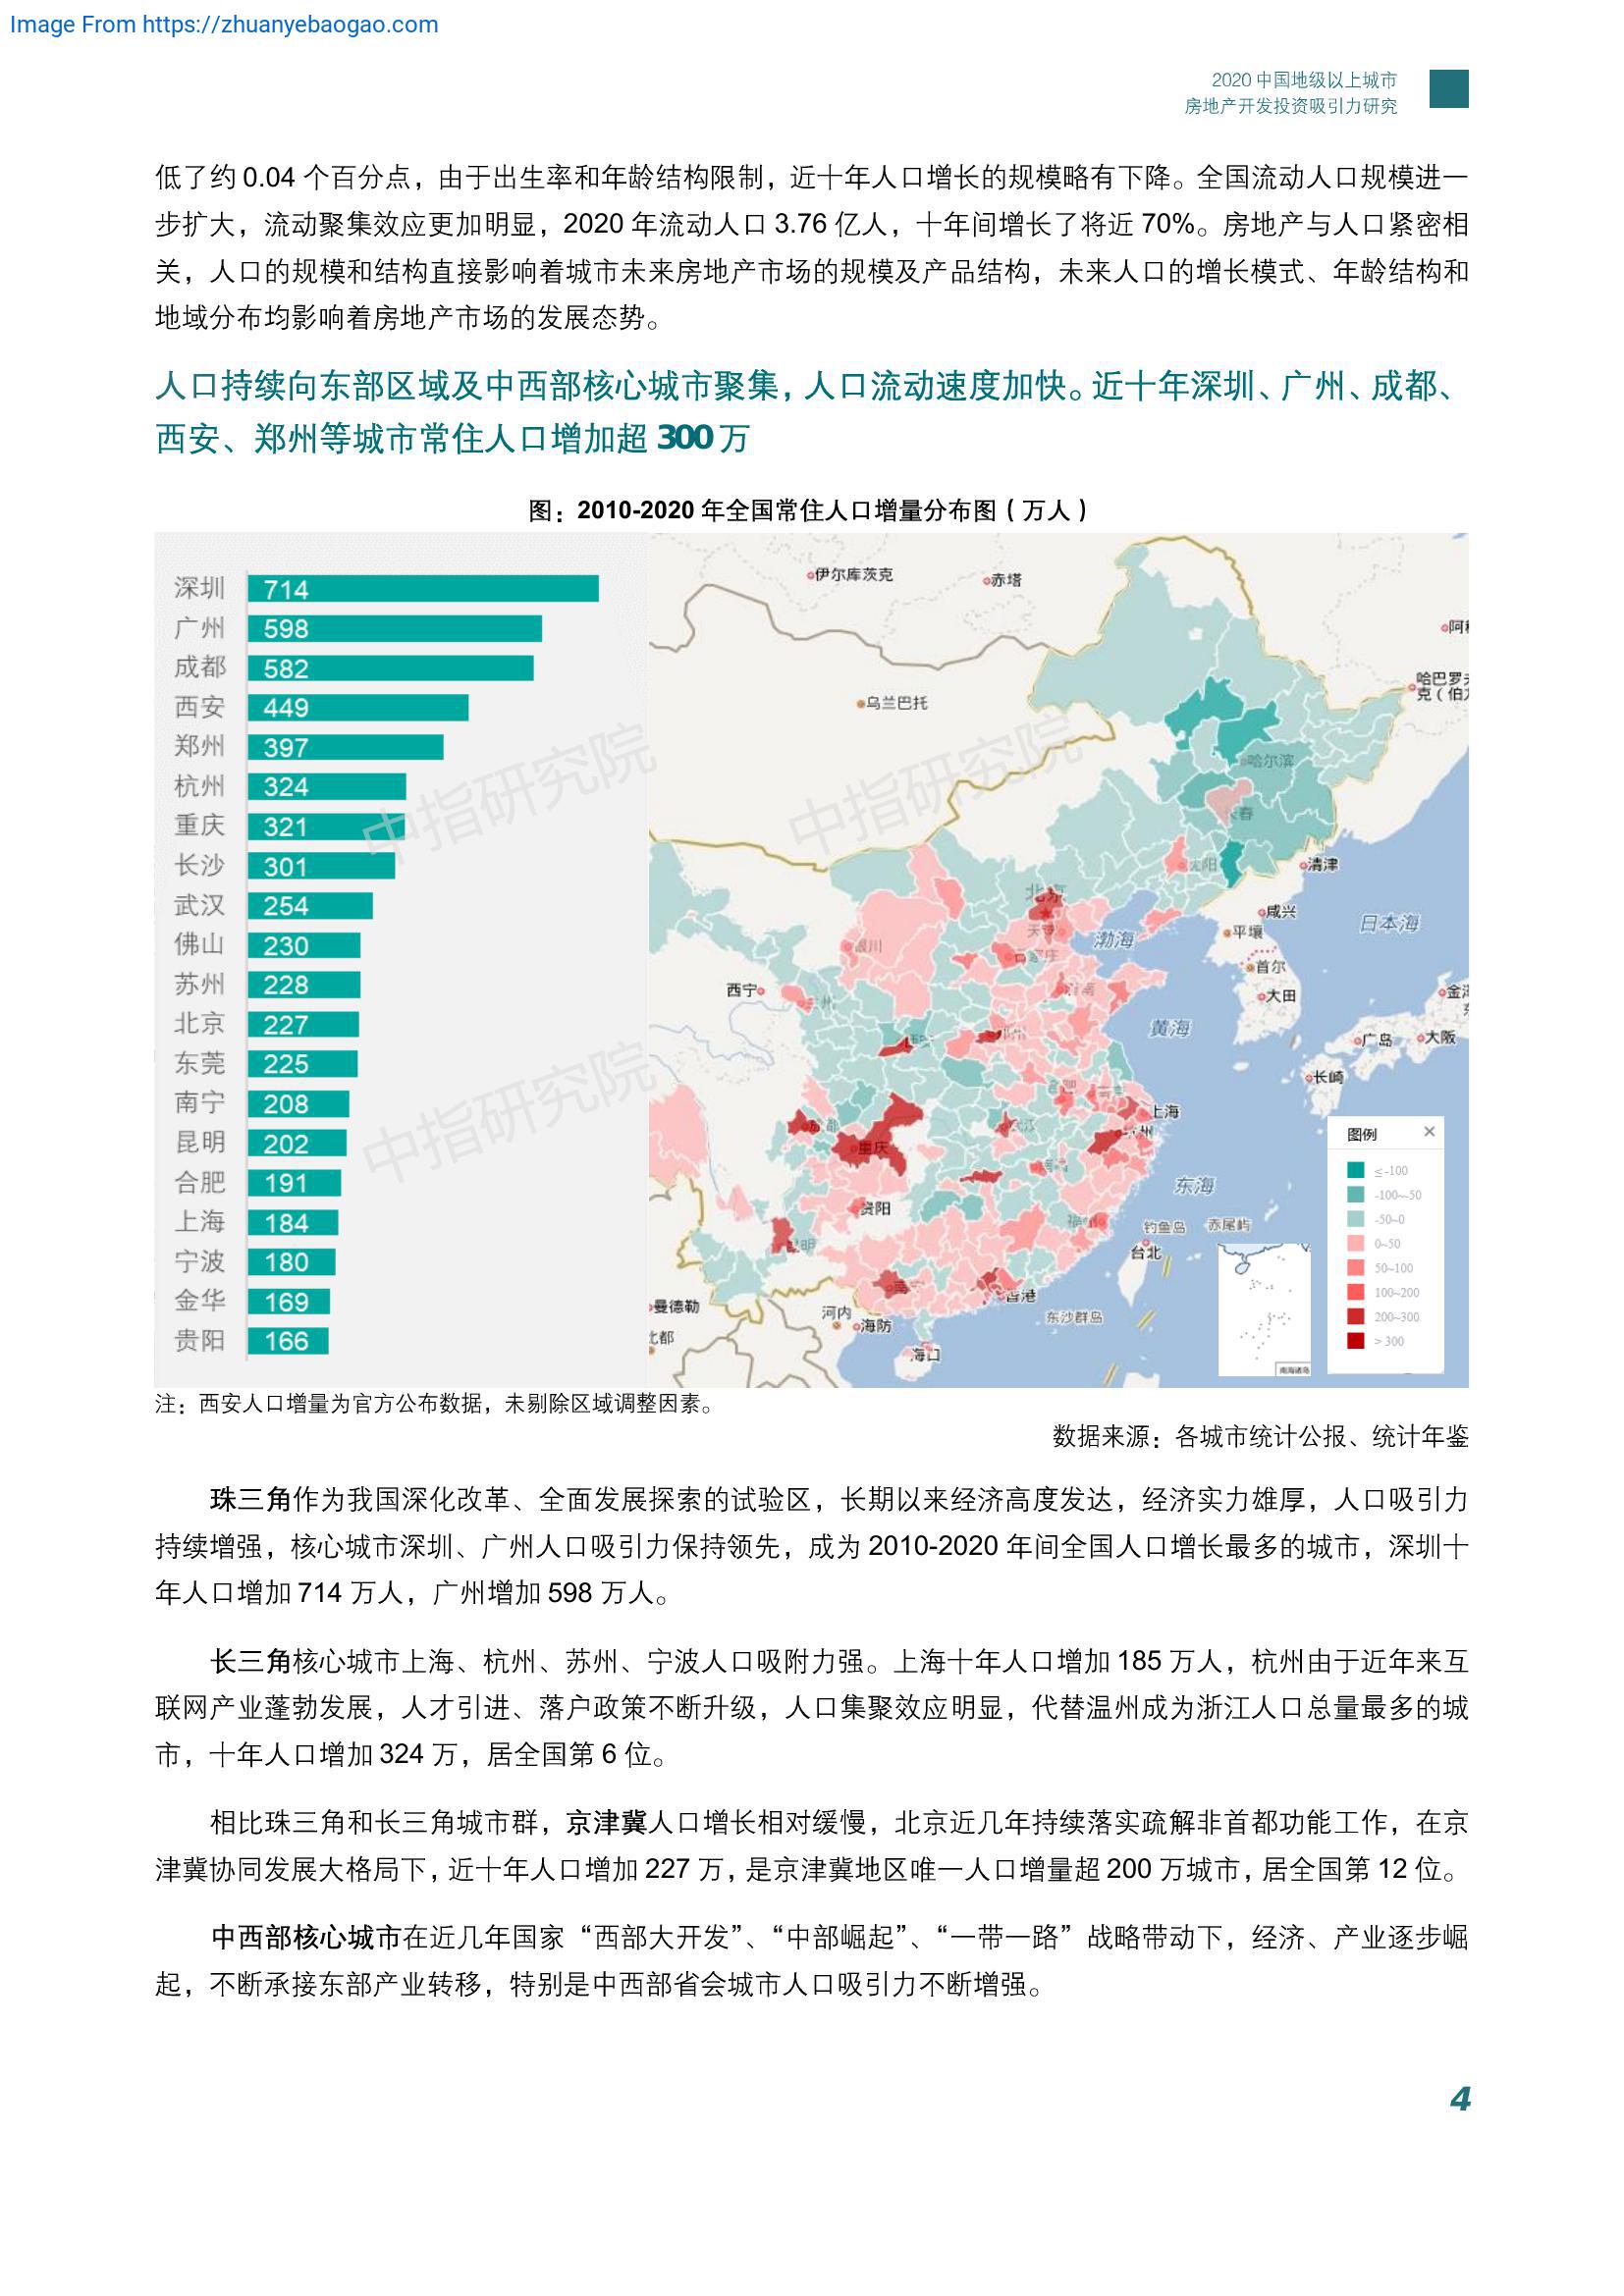 Image From https://zhuanyebaogao.com
2020 中国地级以上城市
房地产开发投资吸引力研究
低了约 0.04 个百分点，由于出生率和年龄结构限制，近十年人口增长的规模略有下降。全国流动人口规模进一
步扩大，流动聚集效应更加明显，2020 年流动人口 3.76 亿人，十年间增长了将近 70%。房地产与人口紧密相
关，人口的规模和结构直接影响着城市未来房地产市场的规模及产品结构，未来人口的增长模式、年龄结构和
地域分布均影响着房地产市场的发展态势。
人口持续向东部区域及中西部核心城市聚集，人口流动速度加快。近十年深圳、广州、成都、
西安、郑州等城市常住人口增加超 300 万
图：2010-2020 年全国常住人口增量分布图（万人）
深圳 714
广州 598
成都 582
西安 449
郑州 397
杭州 324
重庆 321
长沙 301
武汉 254
佛山 230
苏州 228
北京 227
东莞 225
南宁 208
昆明 202
合肥 191
上海 184
宁波 180
金华 169
贵阳 166
中指研究院
中指研究院
中指研究院
伊尔库茨克
赤塔
乌兰巴托
哈尔滨
清津
北京
咸兴
平壤
日本海
渤海
银川
首尔
大田
西宁
黄海
广岛
大阪
长崎
上海
重庆
东海
贵阳
钓鱼岛
赤尾屿
台北
香港
东沙群岛
曼德勒
河内
海防
海口
南海诸岛
图例
≤-100
-100~-50
-50~0
0~50
50~100
100~200
200~300
> 300
注：西安人口增量为官方公布数据，未剔除区域调整因素。
数据来源：各城市统计公报、统计年鉴
珠三角作为我国深化改革、全面发展探索的试验区，长期以来经济高度发达，经济实力雄厚，人口吸引力
持续增强，核心城市深圳、广州人口吸引力保持领先，成为 2010-2020 年间全国人口增长最多的城市，深圳十
年人口增加 714 万人，广州增加 598 万人。
长三角核心城市上海、杭州、苏州、宁波人口吸附力强。上海十年人口增加 185 万人，杭州由于近年来互
联网产业蓬勃发展，人才引进、落户政策不断升级，人口集聚效应明显，代替温州成为浙江人口总量最多的城
市，十年人口增加 324 万，居全国第 6 位。
相比珠三角和长三角城市群，京津冀人口增长相对缓慢，北京近几年持续落实疏解非首都功能工作，在京
津冀协同发展大格局下，近十年人口增加 227 万，是京津冀地区唯一人口增量超 200 万城市，居全国第 12 位。
中西部核心城市在近几年国家“西部大开发”、“中部崛起”、“一带一路”战略带动下，经济、产业逐步崛
起，不断承接东部产业转移，特别是中西部省会城市人口吸引力不断增强。
4